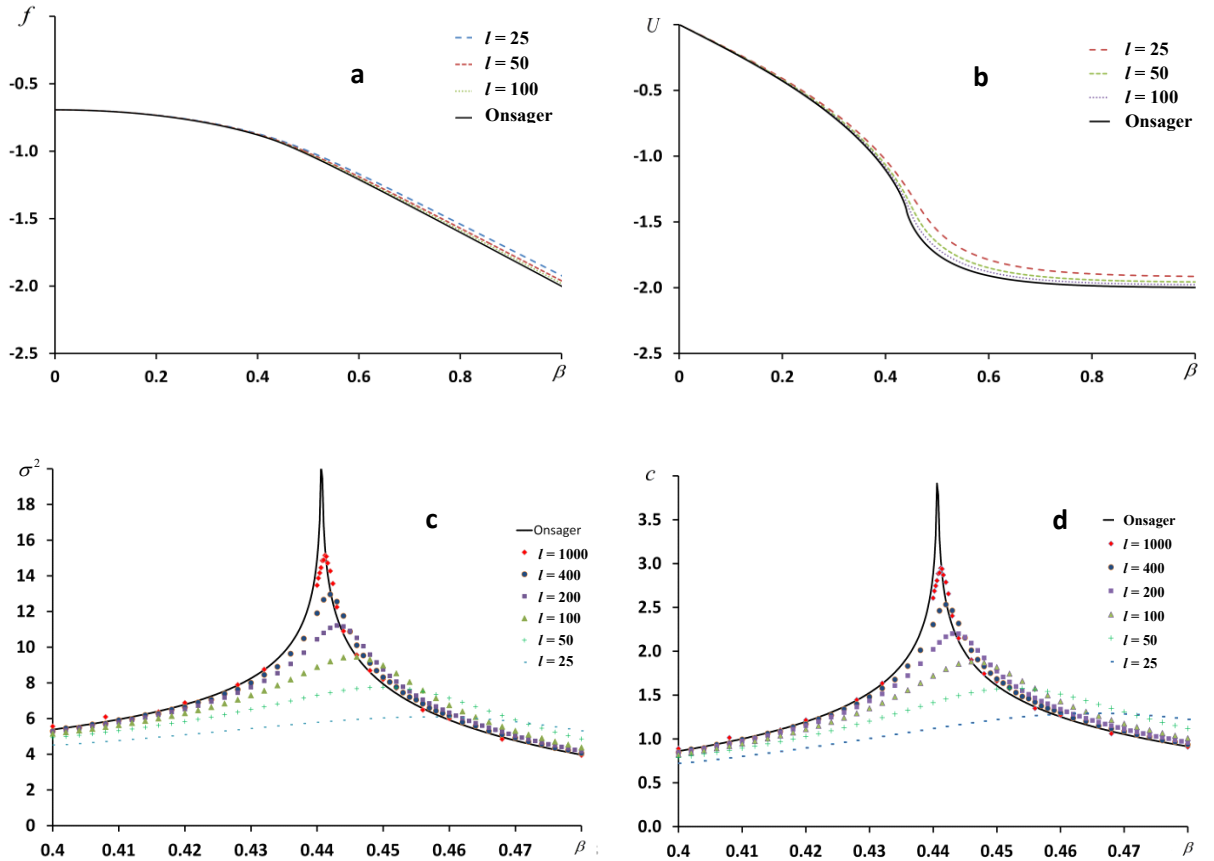 f
l = 25
l = 50
l = 100
Onsager
a
-0.5
-1.0
-1.5
-2.0
-2.5
0 0.2 0.4 0.6 0.8 β
U
l = 25
l = 50
l = 100
Onsager
b
-0.5
-1.0
-1.5
-2.0
-2.5
0 0.2 0.4 0.6 0.8 β
σ²
c
Onsager
l = 1000
l = 400
l = 200
l = 100
l = 50
l = 25
18
16
14
12
10
8
6
4
2
0
0.4 0.41 0.42 0.43 0.44 0.45 0.46 0.47 β
c
d
Onsager
l = 1000
l = 400
l = 200
l = 100
l = 50
l = 25
3.5
3.0
2.5
2.0
1.5
1.0
0.5
0.0
0.4 0.41 0.42 0.43 0.44 0.45 0.46 0.47 β